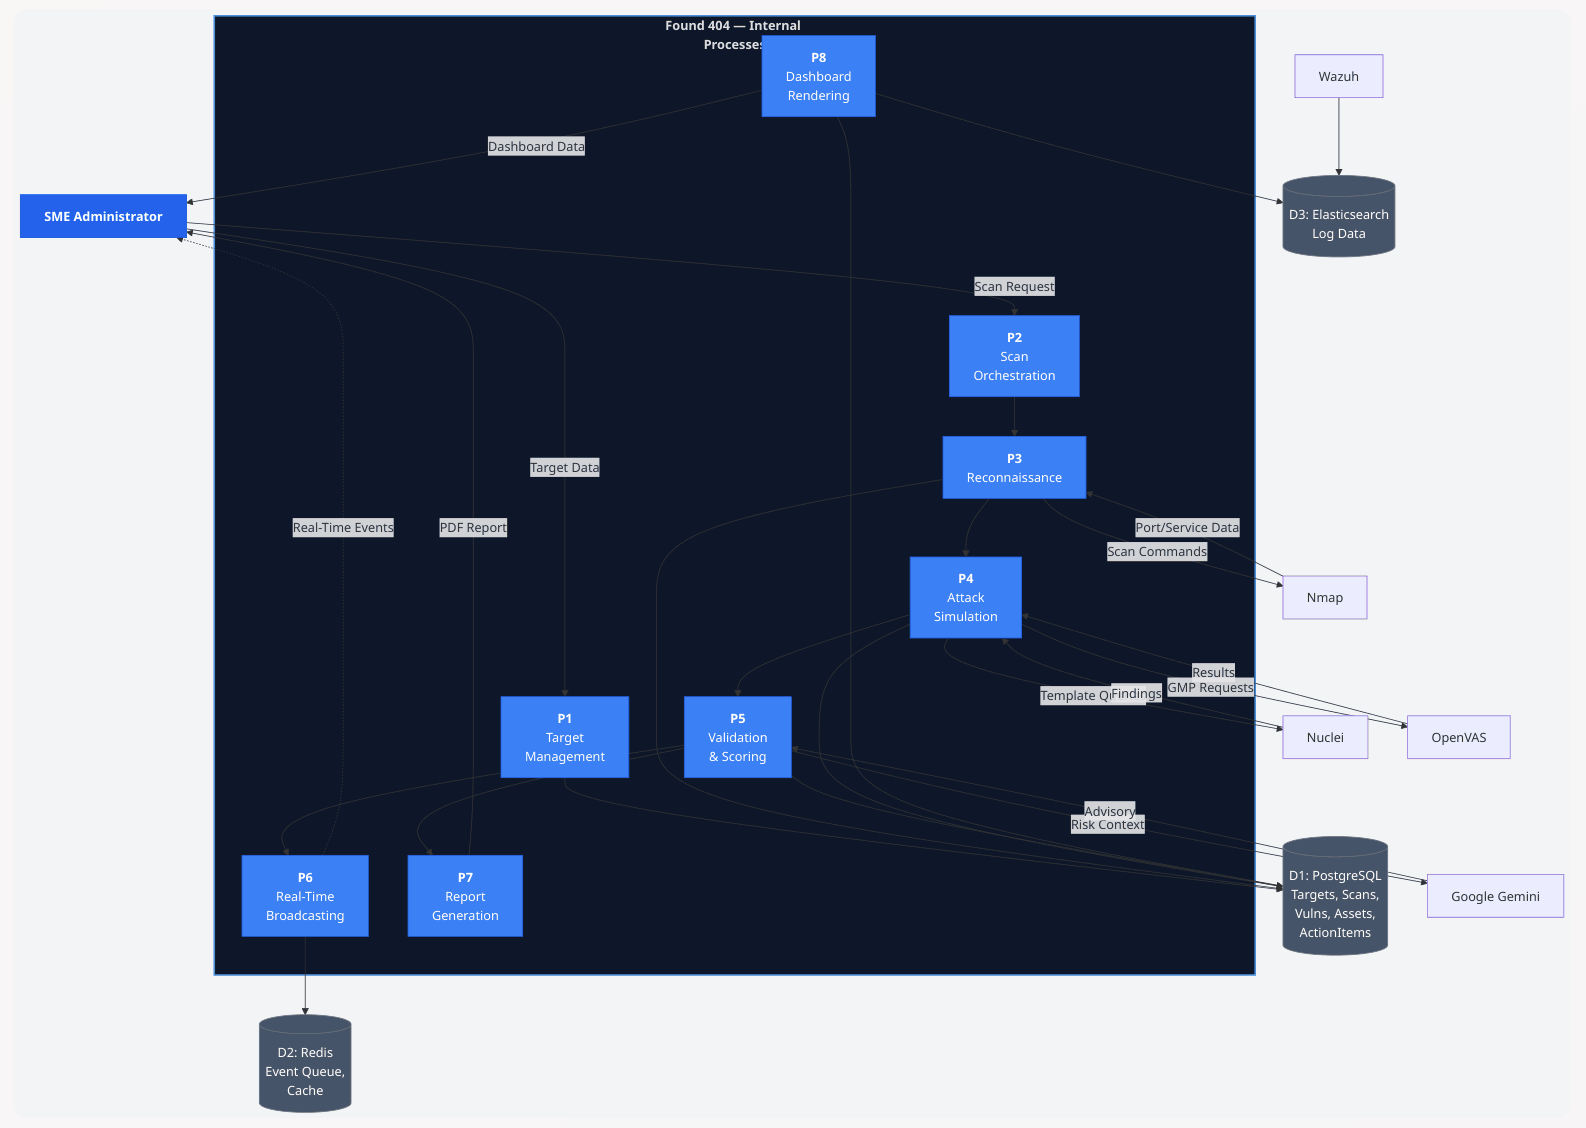 Found 404 — Internal
Processes
P8
Dashboard
Rendering
Wazuh
Dashboard Data
SME Administrator
D3: Elasticsearch
Log Data
Scan Request
P2
Scan
Orchestration
P3
Reconnaissance
Target Data
Real-Time Events
PDF Report
Port/Service Data
Scan Commands
P4
Attack
Simulation
Nmap
Results
GMP Requests
Template
Findings
P1
Target
Management
P5
Validation
& Scoring
Nuclei
OpenVAS
Advisory
Risk Context
P6
Real-Time
Broadcasting
P7
Report
Generation
D1: PostgreSQL
Targets, Scans,
Vulns, Assets,
ActionItems
Google Gemini
D2: Redis
Event Queue,
Cache